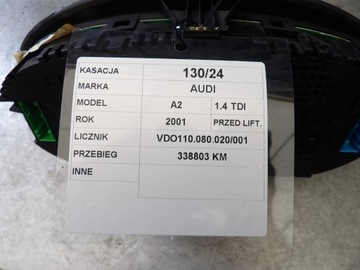 KASACJA 130/24
MARKA AUDI
MODEL A2 1.4 TDI
ROK 2001 PRZED LIFT.
LICZNIK VDO110.080.020/001
PRZEBIEG 338803 KM
INNE